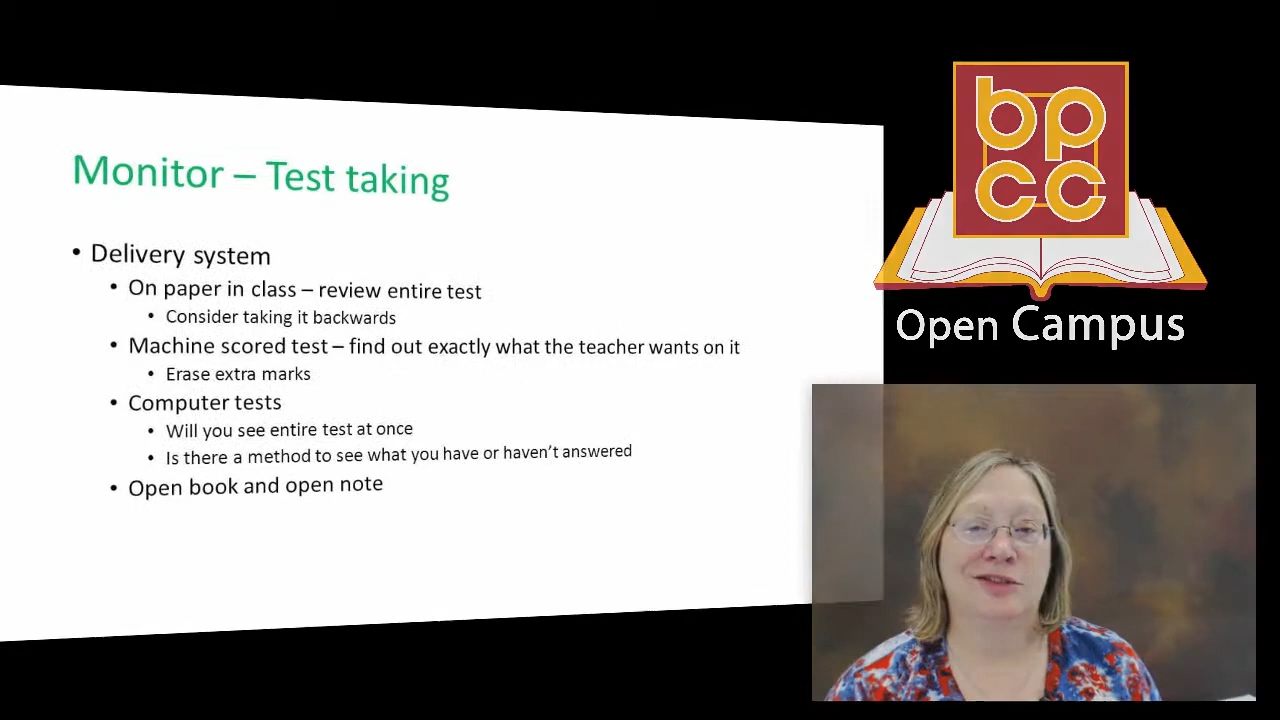 Monitor – Test taking
• Delivery system
• On paper in class – review entire test
• Consider taking it backwards
• Machine scored test – find out exactly what the teacher wants on it
• Erase extra marks
• Computer tests
• Will you see entire test at once
• Is there a method to see what you have or haven't answered
• Open book and open note
bp
cc
Open Campus